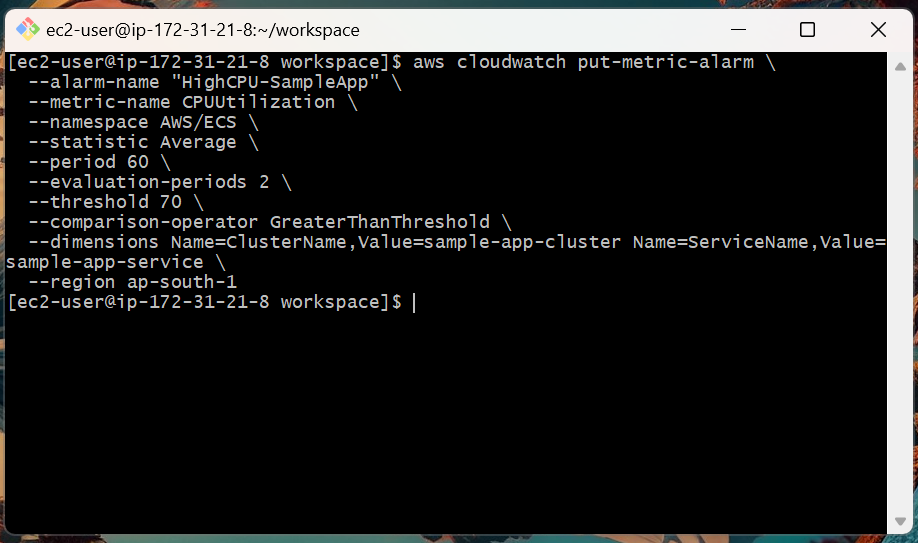 ec2-user@ip-172-31-21-8:~/workspace
[ec2-user@ip-172-31-21-8 workspace]$ aws cloudwatch put-metric-alarm \
  --alarm-name "HighCPU-SampleApp" \
  --metric-name CPUUtilization \
  --namespace AWS/ECS \
  --statistic Average \
  --period 60 \
  --evaluation-periods 2 \
  --threshold 70 \
  --comparison-operator GreaterThanThreshold \
  --dimensions Name=ClusterName,Value=sample-app-cluster Name=ServiceName,Value=
sample-app-service \
  --region ap-south-1
[ec2-user@ip-172-31-21-8 workspace]$